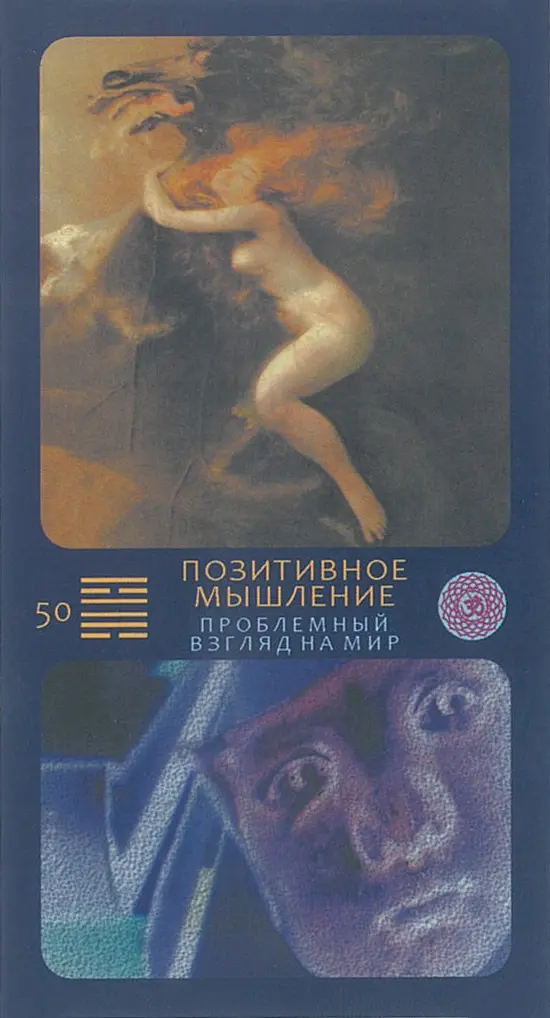 50
ПОЗИТИВНОЕ
МЫШЛЕНИЕ
ПРОБЛЕМНЫЙ
ВЗГЛЯД НА МИР
ॐ